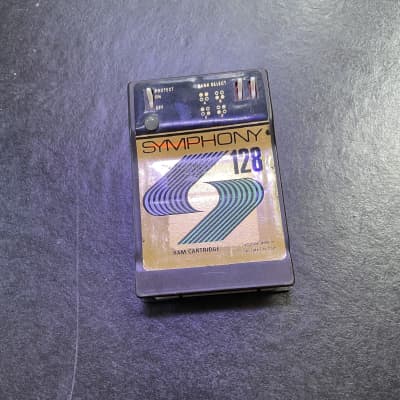 PROTECT
ON
OFF
BANK SELECT
SYMPHONY
128
RAM CARTRIDGE